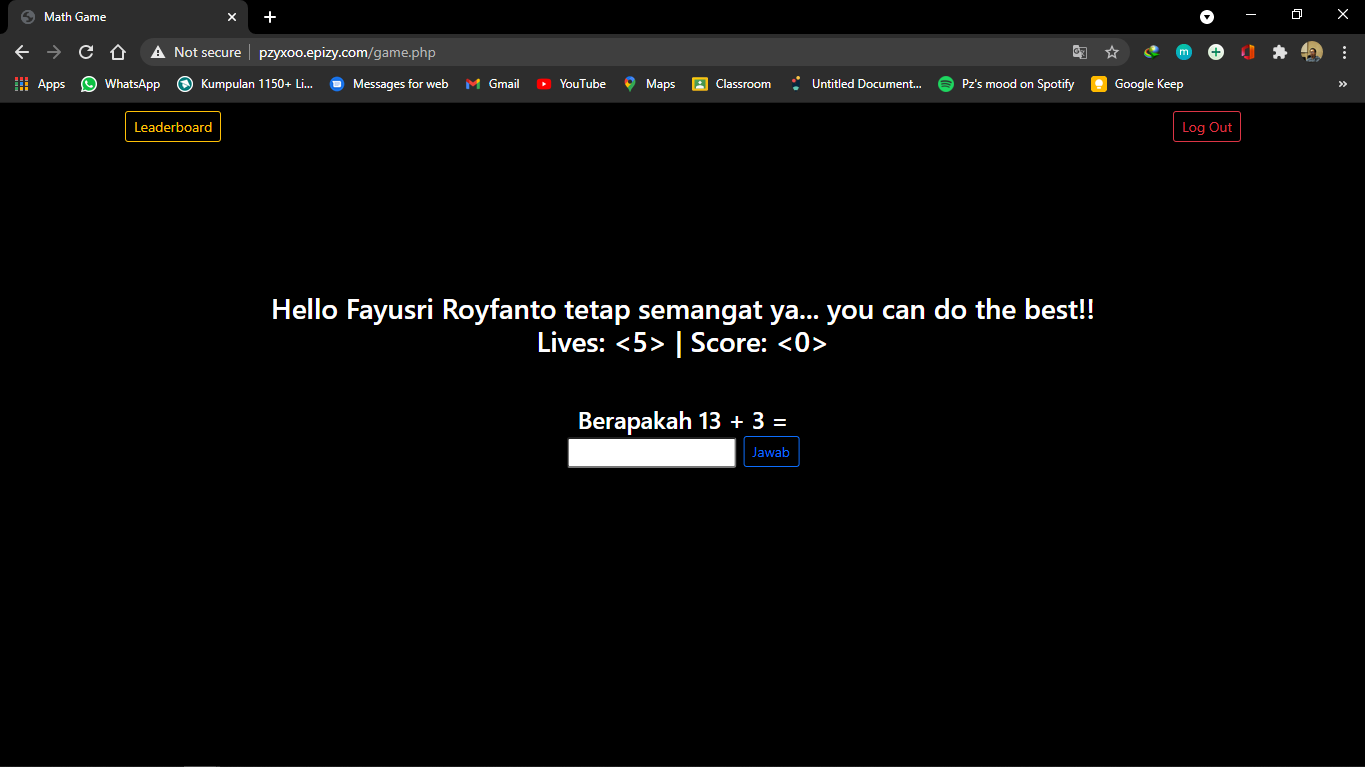 Math Game
Not secure | pzyxoo.epizy.com/game.php
Apps WhatsApp Kumpulan 1150+ Li... Messages for web Gmail YouTube Maps Classroom Untitled Document... Pz's mood on Spotify Google Keep »
Leaderboard Log Out
Hello Fayusri Royfanto tetap semangat ya... you can do the best!!
Lives: <5> | Score: <0>
Berapakah 13 + 3 =
Jawab